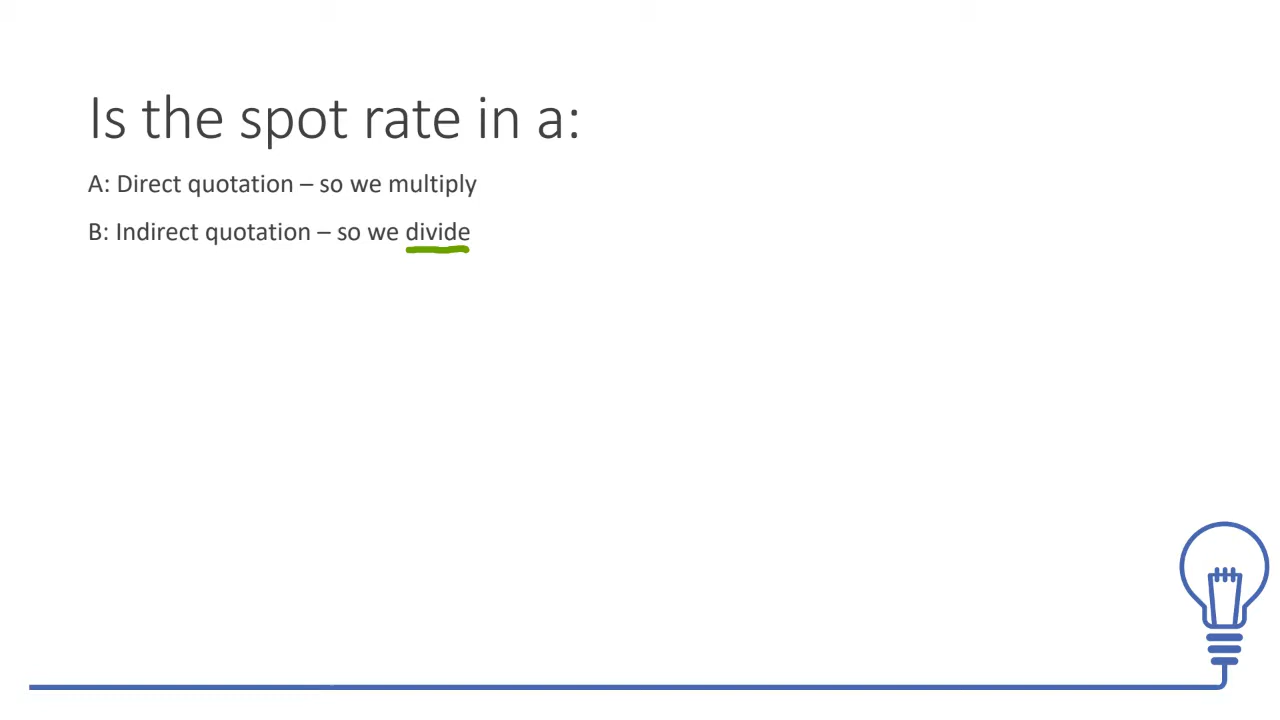 Is the spot rate in a:
A: Direct quotation – so we multiply
B: Indirect quotation – so we divide